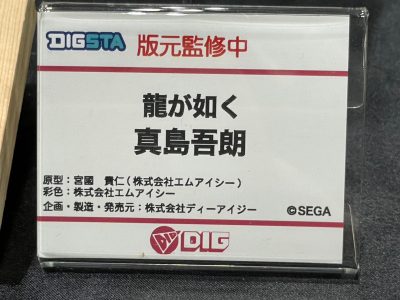 DIGSTA 版元監修中
龍が如く
真島吾朗
原型：宮國 貴仁（株式会社エムアイシー）
彩色：株式会社エムアイシー
企画・製造・発売元：株式会社ディーアイジー
©SEGA
DIG